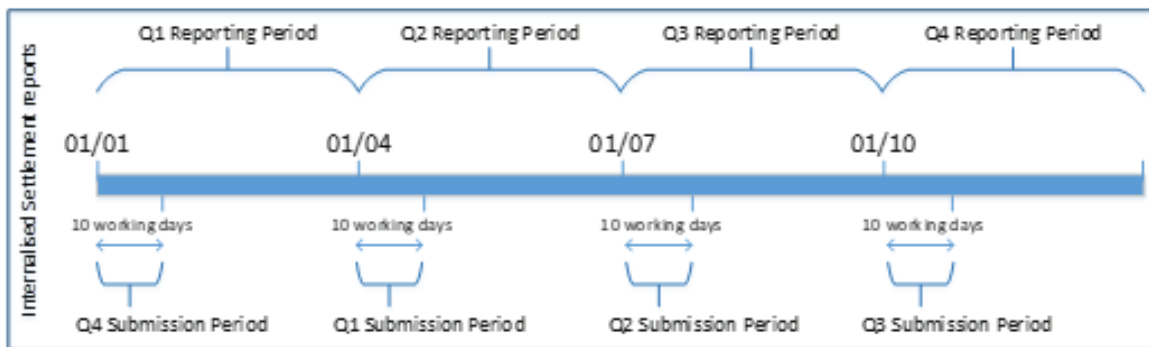 Internalised Settlement reports
Q1 Reporting Period
Q2 Reporting Period
Q3 Reporting Period
Q4 Reporting Period
01/01
01/04
01/07
01/10
10 working days
10 working days
10 working days
10 working days
Q4 Submission Period
Q1 Submission Period
Q2 Submission Period
Q3 Submission Period